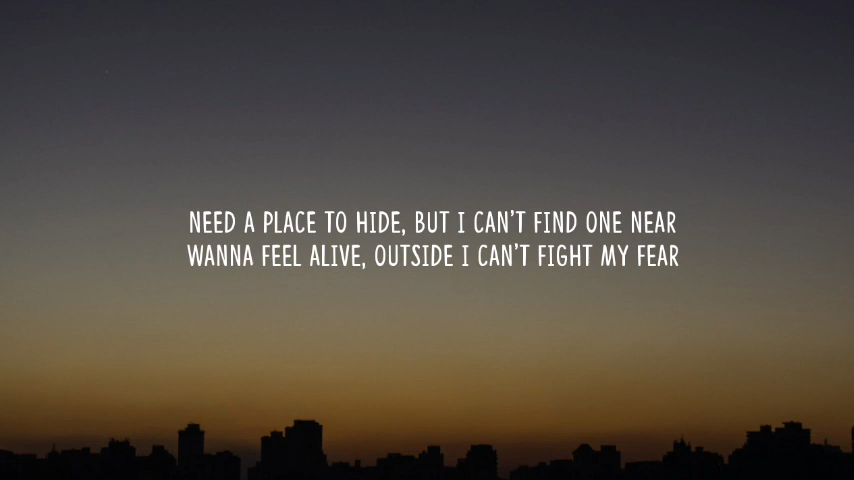 NEED A PLACE TO HIDE, BUT I CAN'T FIND ONE NEAR
WANNA FEEL ALIVE, OUTSIDE I CAN'T FIGHT MY FEAR